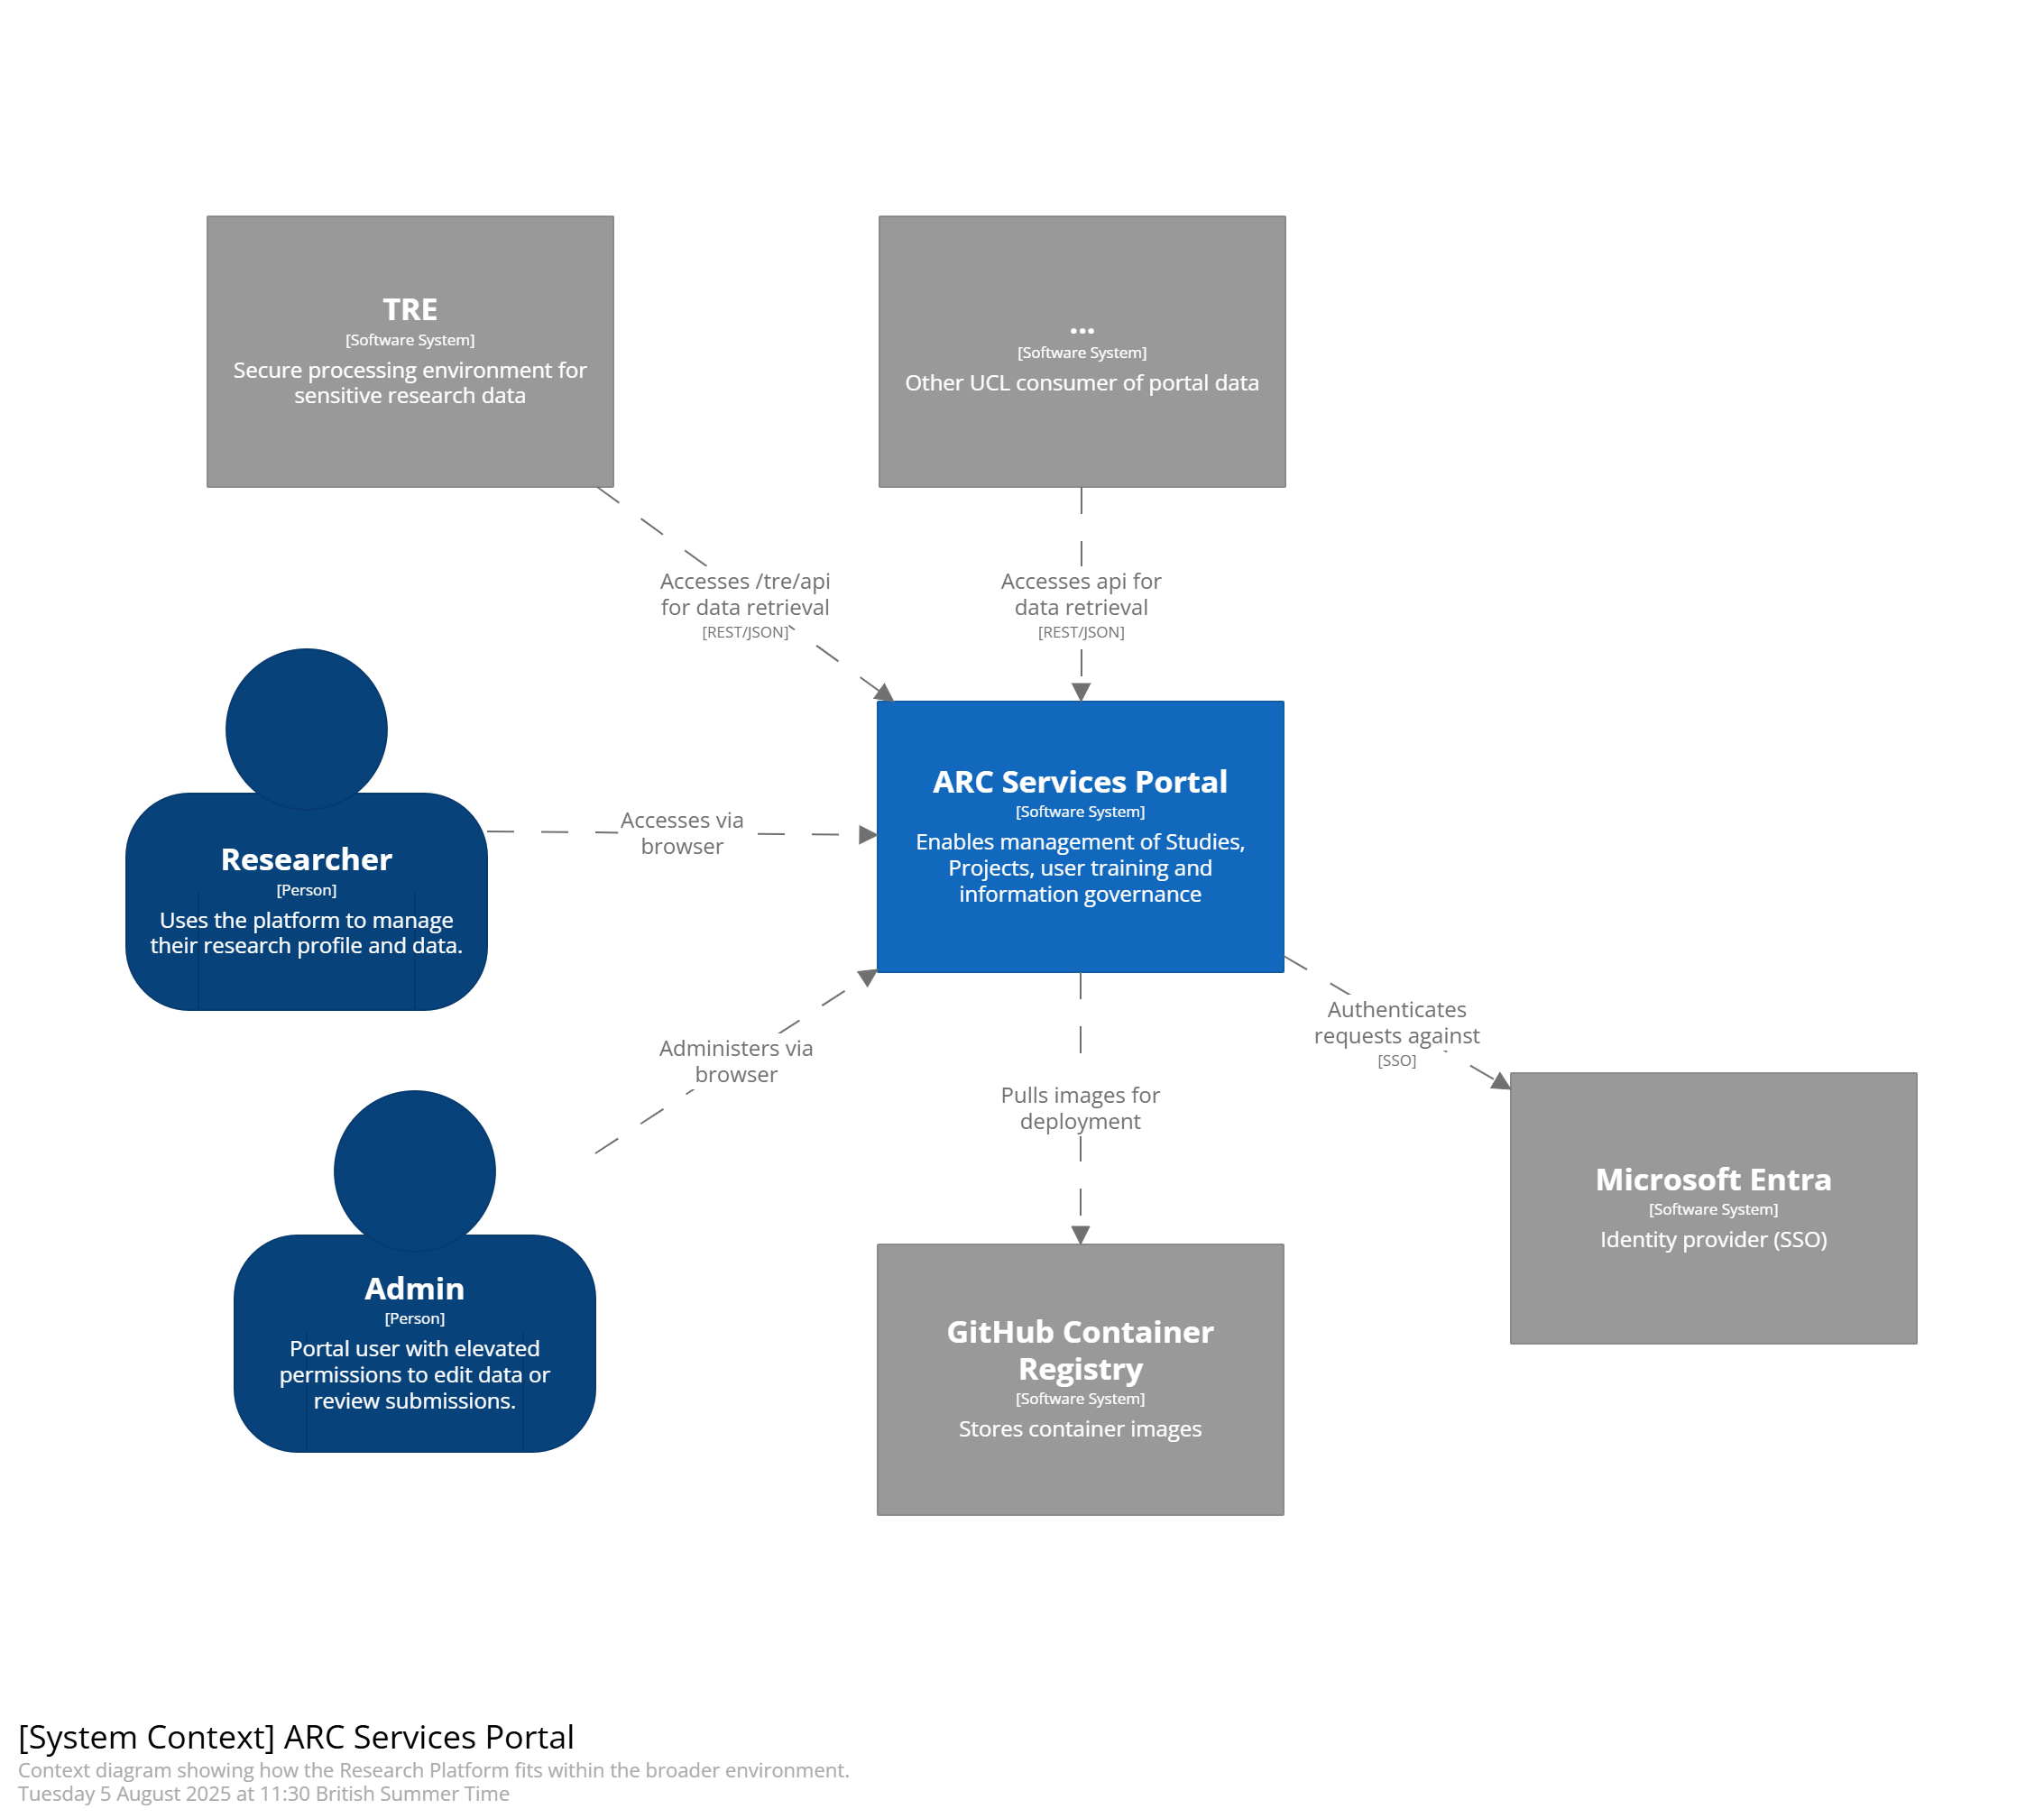 TRE
[Software System]
Secure processing environment for
sensitive research data
...
[Software System]
Other UCL consumer of portal data
Accesses /tre/api
for data retrieval
[REST/JSON]
Accesses api for
data retrieval
[REST/JSON]
Researcher
[Person]
Uses the platform to manage
their research profile and data.
Accesses via
browser
ARC Services Portal
[Software System]
Enables management of Studies,
Projects, user training and
information governance
Administers via
browser
Authenticates
requests against
[SSO]
Pulls images for
deployment
Admin
[Person]
Portal user with elevated
permissions to edit data or
review submissions.
Microsoft Entra
[Software System]
Identity provider (SSO)
GitHub Container
Registry
[Software System]
Stores container images
[System Context] ARC Services Portal
Context diagram showing how the Research Platform fits within the broader environment.
Tuesday 5 August 2025 at 11:30 British Summer Time